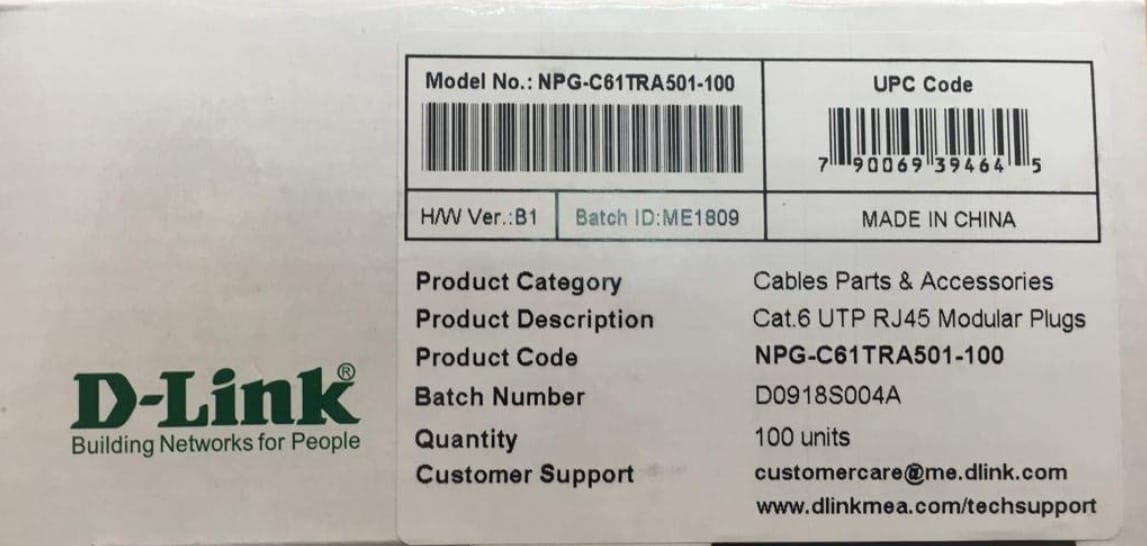 Model No.: NPG-C61TRA501-100
UPC Code
7 90069 39464 5
H/W Ver.:B1
Batch ID:ME1809
MADE IN CHINA
Product Category Cables Parts & Accessories
Product Description Cat.6 UTP RJ45 Modular Plugs
Product Code NPG-C61TRA501-100
Batch Number D0918S004A
Quantity 100 units
Customer Support customercare@me.dlink.com
www.dlinkmea.com/techsupport
D-Link®
Building Networks for People